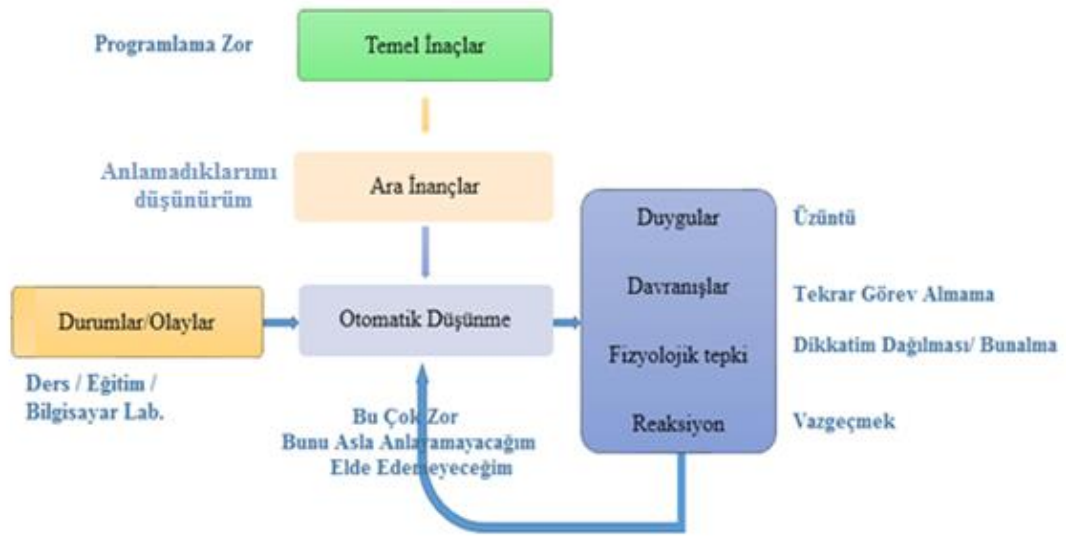 Programlama Zor
Temel İnaçlar
Anlamadıklarımı
düşünürüm
Ara İnançlar
Duygular
Üzüntü
Davranışlar
Tekrar Görev Almama
Durumlar/Olaylar
Otomatik Düşünme
Fizyolojik tepki
Dikkatim Dağılması/ Bunalma
Ders / Eğitim /
Bilgisayar Lab.
Bu Çok Zor
Bunu Asla Anlayamayacağım
Elde Edemeyeceğim
Reaksiyon
Vazgeçmek